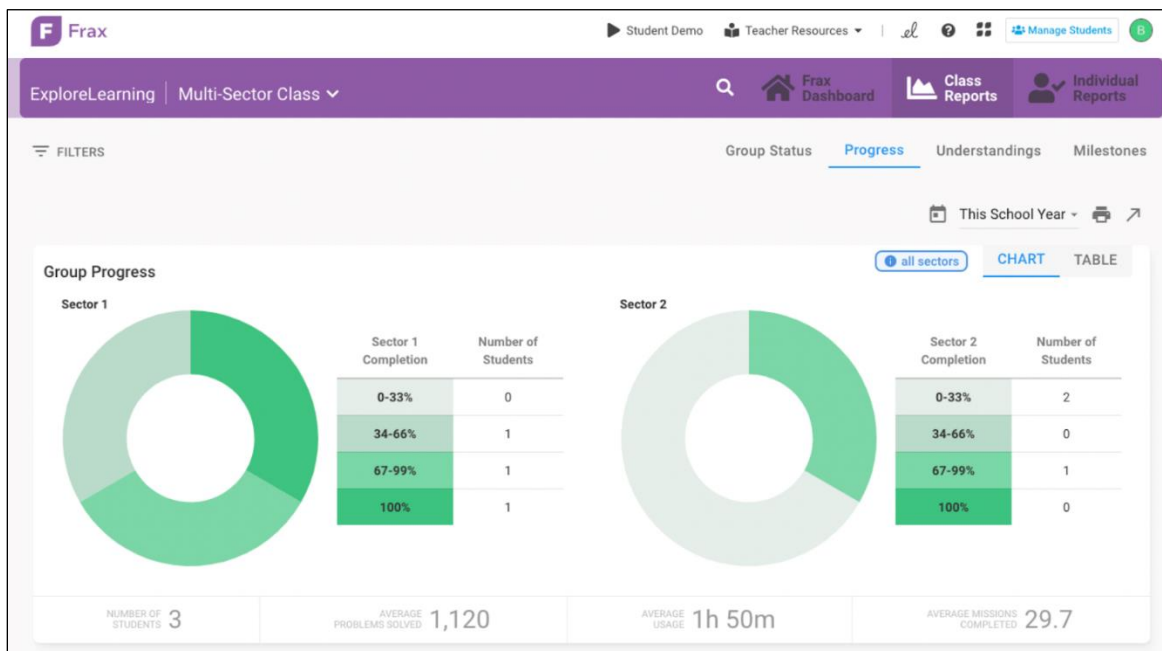 F Frax
Student Demo Teacher Resources | el ? Manage Students B
ExploreLearning | Multi-Sector Class
Frax Dashboard
Class Reports
Individual Reports
FILTERS
Group Status Progress Understandings Milestones
This School Year
Group Progress
all sectors CHART TABLE
Sector 1
Sector 1 Completion Number of Students
0-33% 0
34-66% 1
67-99% 1
100% 1
Sector 2
Sector 2 Completion Number of Students
0-33% 2
34-66% 0
67-99% 1
100% 0
NUMBER OF STUDENTS 3
AVERAGE PROBLEMS SOLVED 1,120
AVERAGE USAGE 1h 50m
AVERAGE MISSIONS COMPLETED 29.7